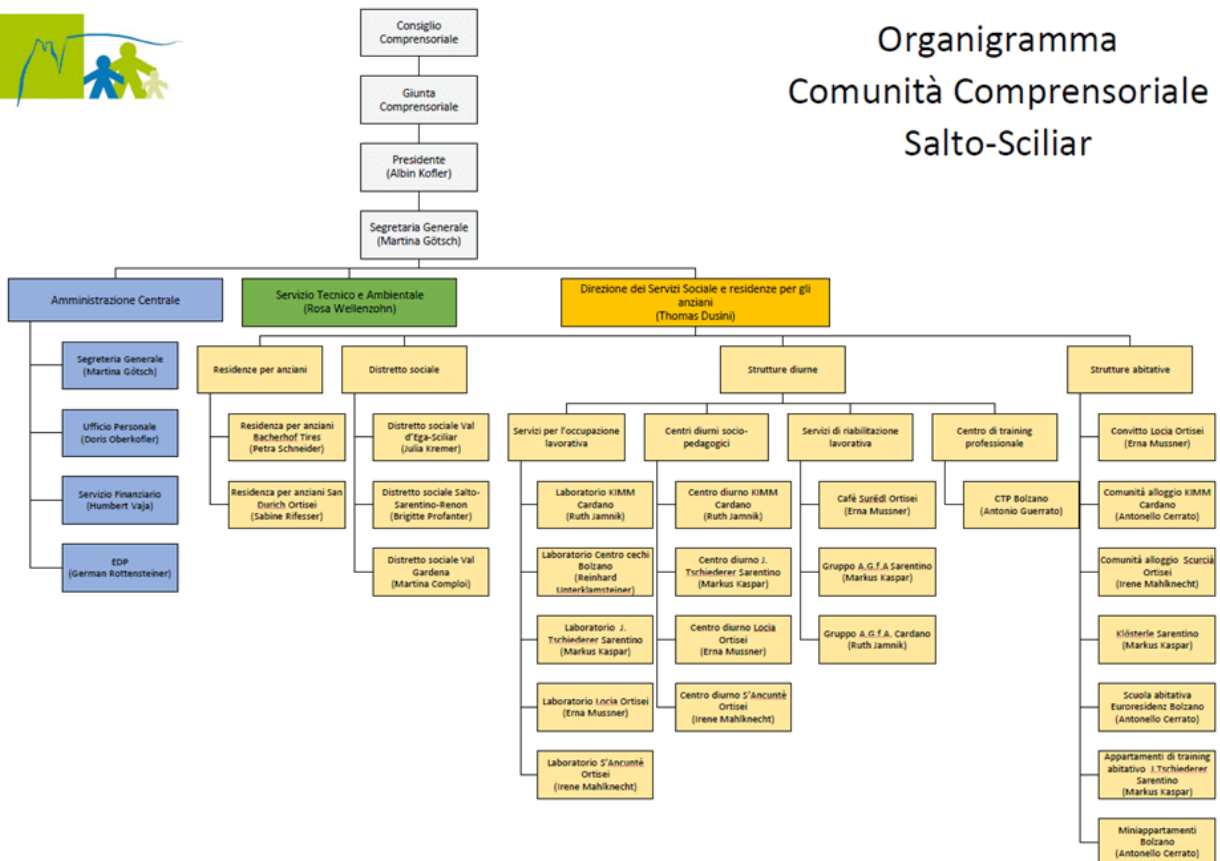 Organigramma
Comunità Comprensoriale
Salto-Sciliar
Consiglio
Comprensoriale
Giunta
Comprensoriale
Presidente
(Albin Kofler)
Segretaria Generale
(Martina Götsch)
Amministrazione Centrale
Servizio Tecnico e Ambientale
(Rosa Wellenzohn)
Direzione dei Servizi Sociale e residenze per gli
anziani
(Thomas Dusini)
Segreteria Generale
(Martina Götsch)
Ufficio Personale
(Doris Oberkofler)
Servizio Finanziario
(Humbert Vaja)
EDP
(German Rottensteiner)
Residenze per anziani
Residenza per anziani
Bacherhof Tires
(Petra Schneider)
Residenza per anziani San
Durich Ortisei
(Sabine Rifesser)
Distretto sociale
Distretto sociale Val
d'Ega-Sciliar
(Julia Kremer)
Distretto sociale Salto-
Sarentino-Renon
(Brigitte Profanter)
Distretto sociale Val
Gardena
(Martina Comploi)
Strutture diurne
Servizi per l'occupazione
lavorativa
Laboratorio KIMM
Cardano
(Ruth Jamnik)
Laboratorio Centro cechi
Bolzano
(Reinhard
Unterklamsteiner)
Laboratorio J.
Tschiederer Sarentino
(Markus Kaspar)
Laboratorio Locia Ortisei
(Erna Mussner)
Laboratorio S'Ancuntè
Ortisei
(Irene Mahlknecht)
Centri diurni socio-
pedagogici
Centro diurno KIMM
Cardano
(Ruth Jamnik)
Centro diurno J.
Tschiederer Sarentino
(Markus Kaspar)
Centro diurno Locia
Ortisei
(Erna Mussner)
Centro diurno S'Ancuntè
Ortisei
(Irene Mahlknecht)
Servizi di riabilitazione
lavorativa
Cafè Surëdl Ortisei
(Erna Mussner)
Gruppo A.G.f.A Sarentino
(Markus Kaspar)
Gruppo A.G.f.A. Cardano
(Ruth Jamnik)
Centro di training
professionale
CTP Bolzano
(Antonio Guerrato)
Strutture abitative
Convitto Locia Ortisei
(Erna Mussner)
Comunità alloggio KIMM
Cardano
(Antonello Cerrato)
Comunità alloggio Scurcià
Ortisei
(Irene Mahlknecht)
Klösterle Sarentino
(Markus Kaspar)
Scuola abitativa
Euroresidenz Bolzano
(Antonello Cerrato)
Appartamenti di training
abitativo J.Tschiederer
Sarentino
(Markus Kaspar)
Miniappartamenti
Bolzano
(Antonello Cerrato)